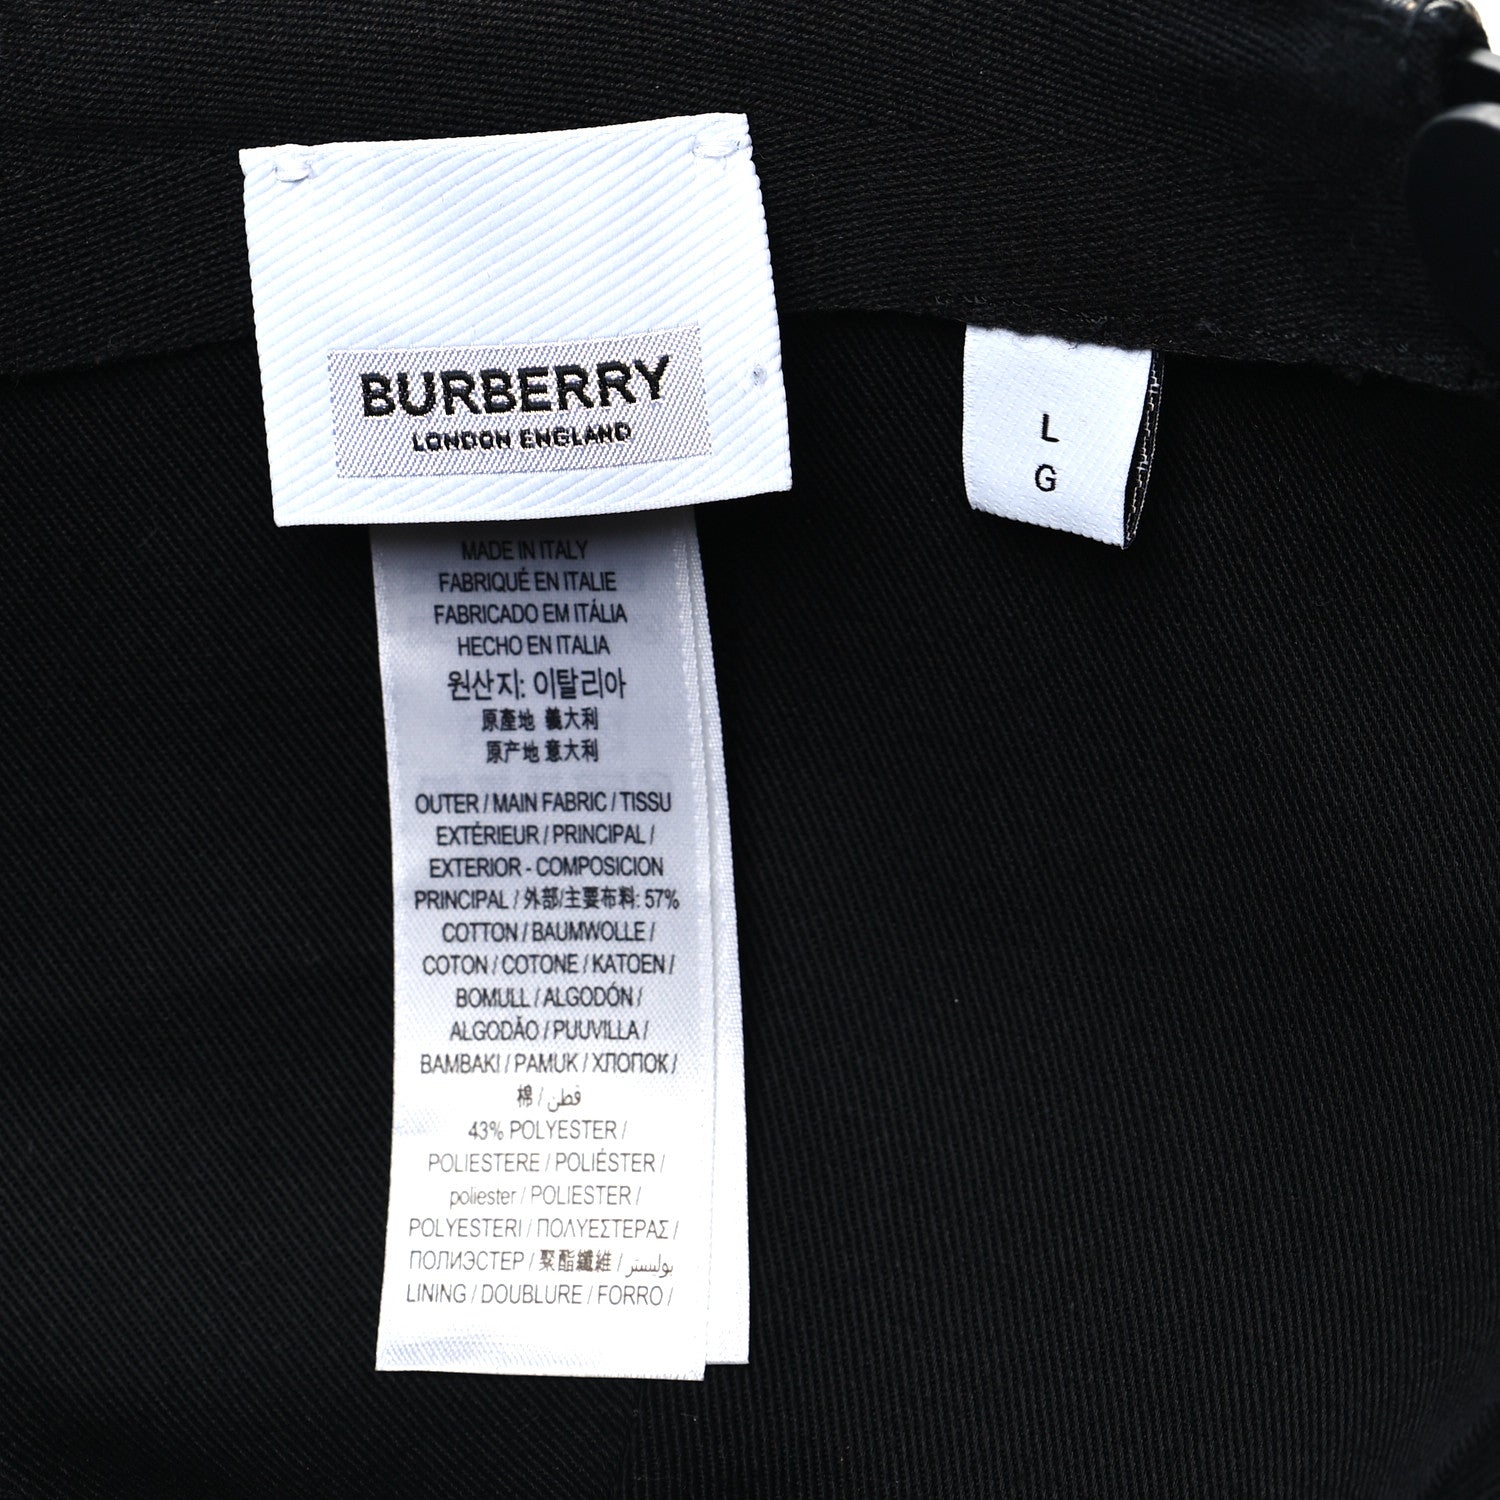 BURBERRY
LONDON ENGLAND
L
G
MADE IN ITALY
FABRIQUÉ EN ITALIE
FABRICADO EM ITÁLIA
HECHO EN ITALIA
원산지: 이탈리아
原產地 義大利
原产地 意大利
OUTER / MAIN FABRIC / TISSU
EXTÉRIEUR / PRINCIPAL /
EXTERIOR - COMPOSICION
PRINCIPAL / 外部/主要布料: 57%
COTTON / BAUMWOLLE /
COTON / COTONE / KATOEN /
BOMULL / ALGODÓN /
ALGODÃO / PUUVILLA /
BAMBAKI / PAMUK / ХЛОПОК /
棉 / قطن
43% POLYESTER /
POLIESTERE / POLIÉSTER /
poliester / POLIESTER /
POLYESTERI / ΠΟΛΥΕΣΤΕΡΑΣ /
ПОЛИЭСТЕР / 聚酯纖維 / بوليستر
LINING / DOUBLURE / FORRO /